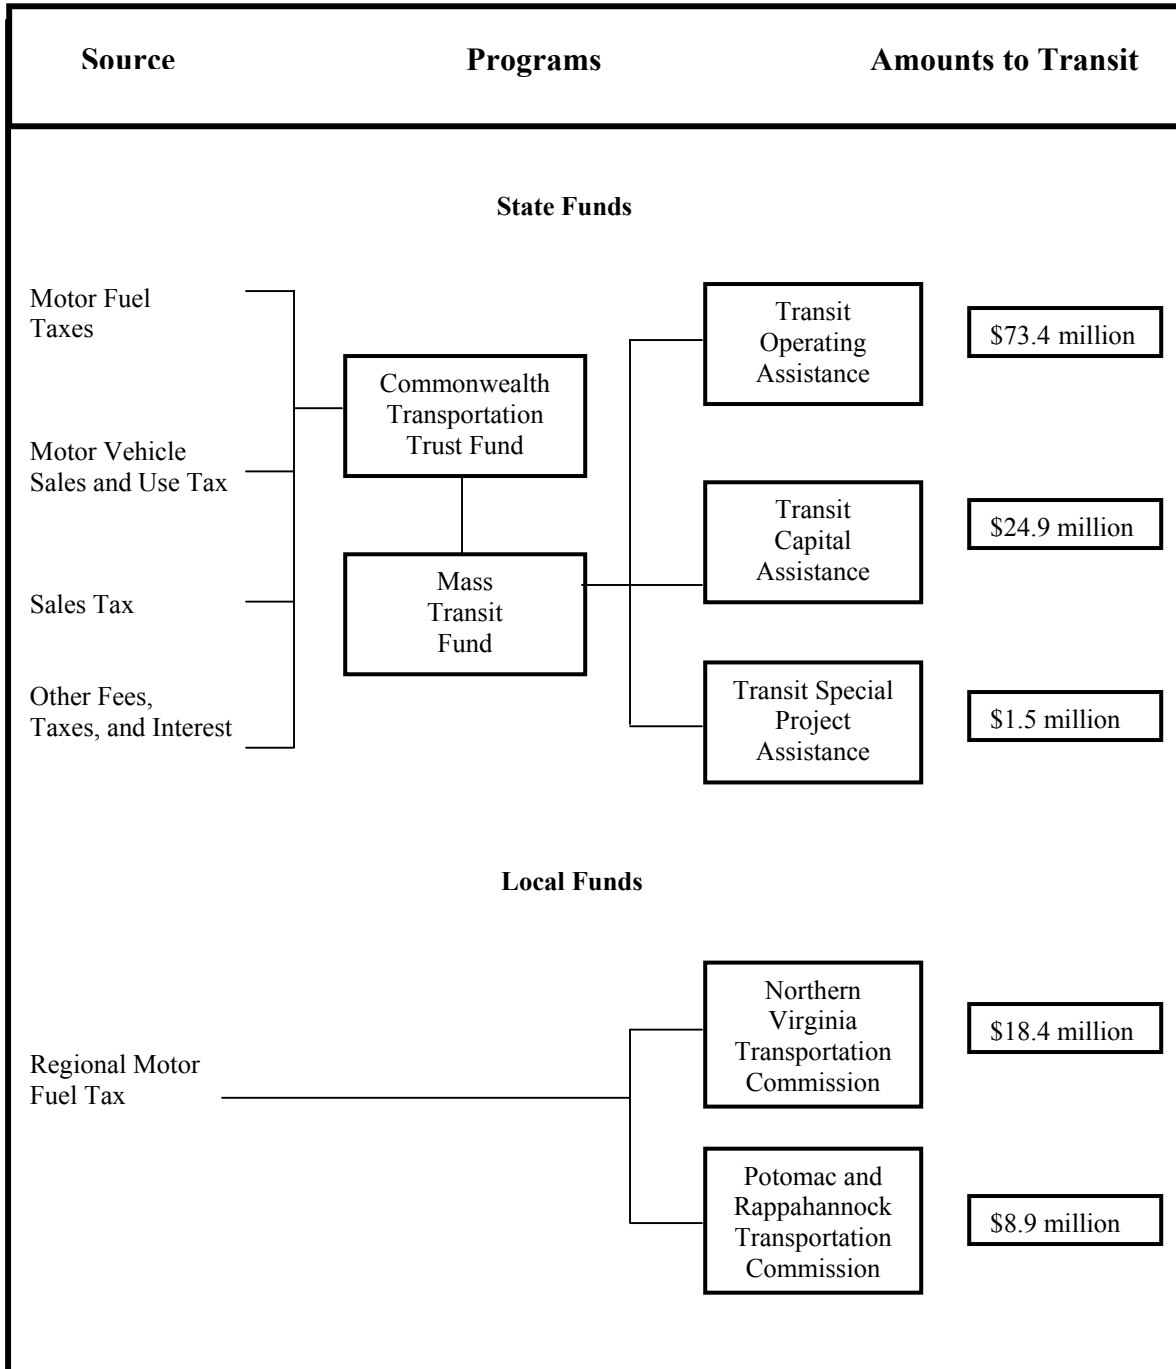 Source Programs Amounts to Transit
State Funds
Motor Fuel
Taxes
Motor Vehicle
Sales and Use Tax
Sales Tax
Other Fees,
Taxes, and Interest
Commonwealth
Transportation
Trust Fund
Mass
Transit
Fund
Transit
Operating
Assistance
$73.4 million
Transit
Capital
Assistance
$24.9 million
Transit Special
Project
Assistance
$1.5 million
Local Funds
Regional Motor
Fuel Tax
Northern
Virginia
Transportation
Commission
$18.4 million
Potomac and
Rappahannock
Transportation
Commission
$8.9 million